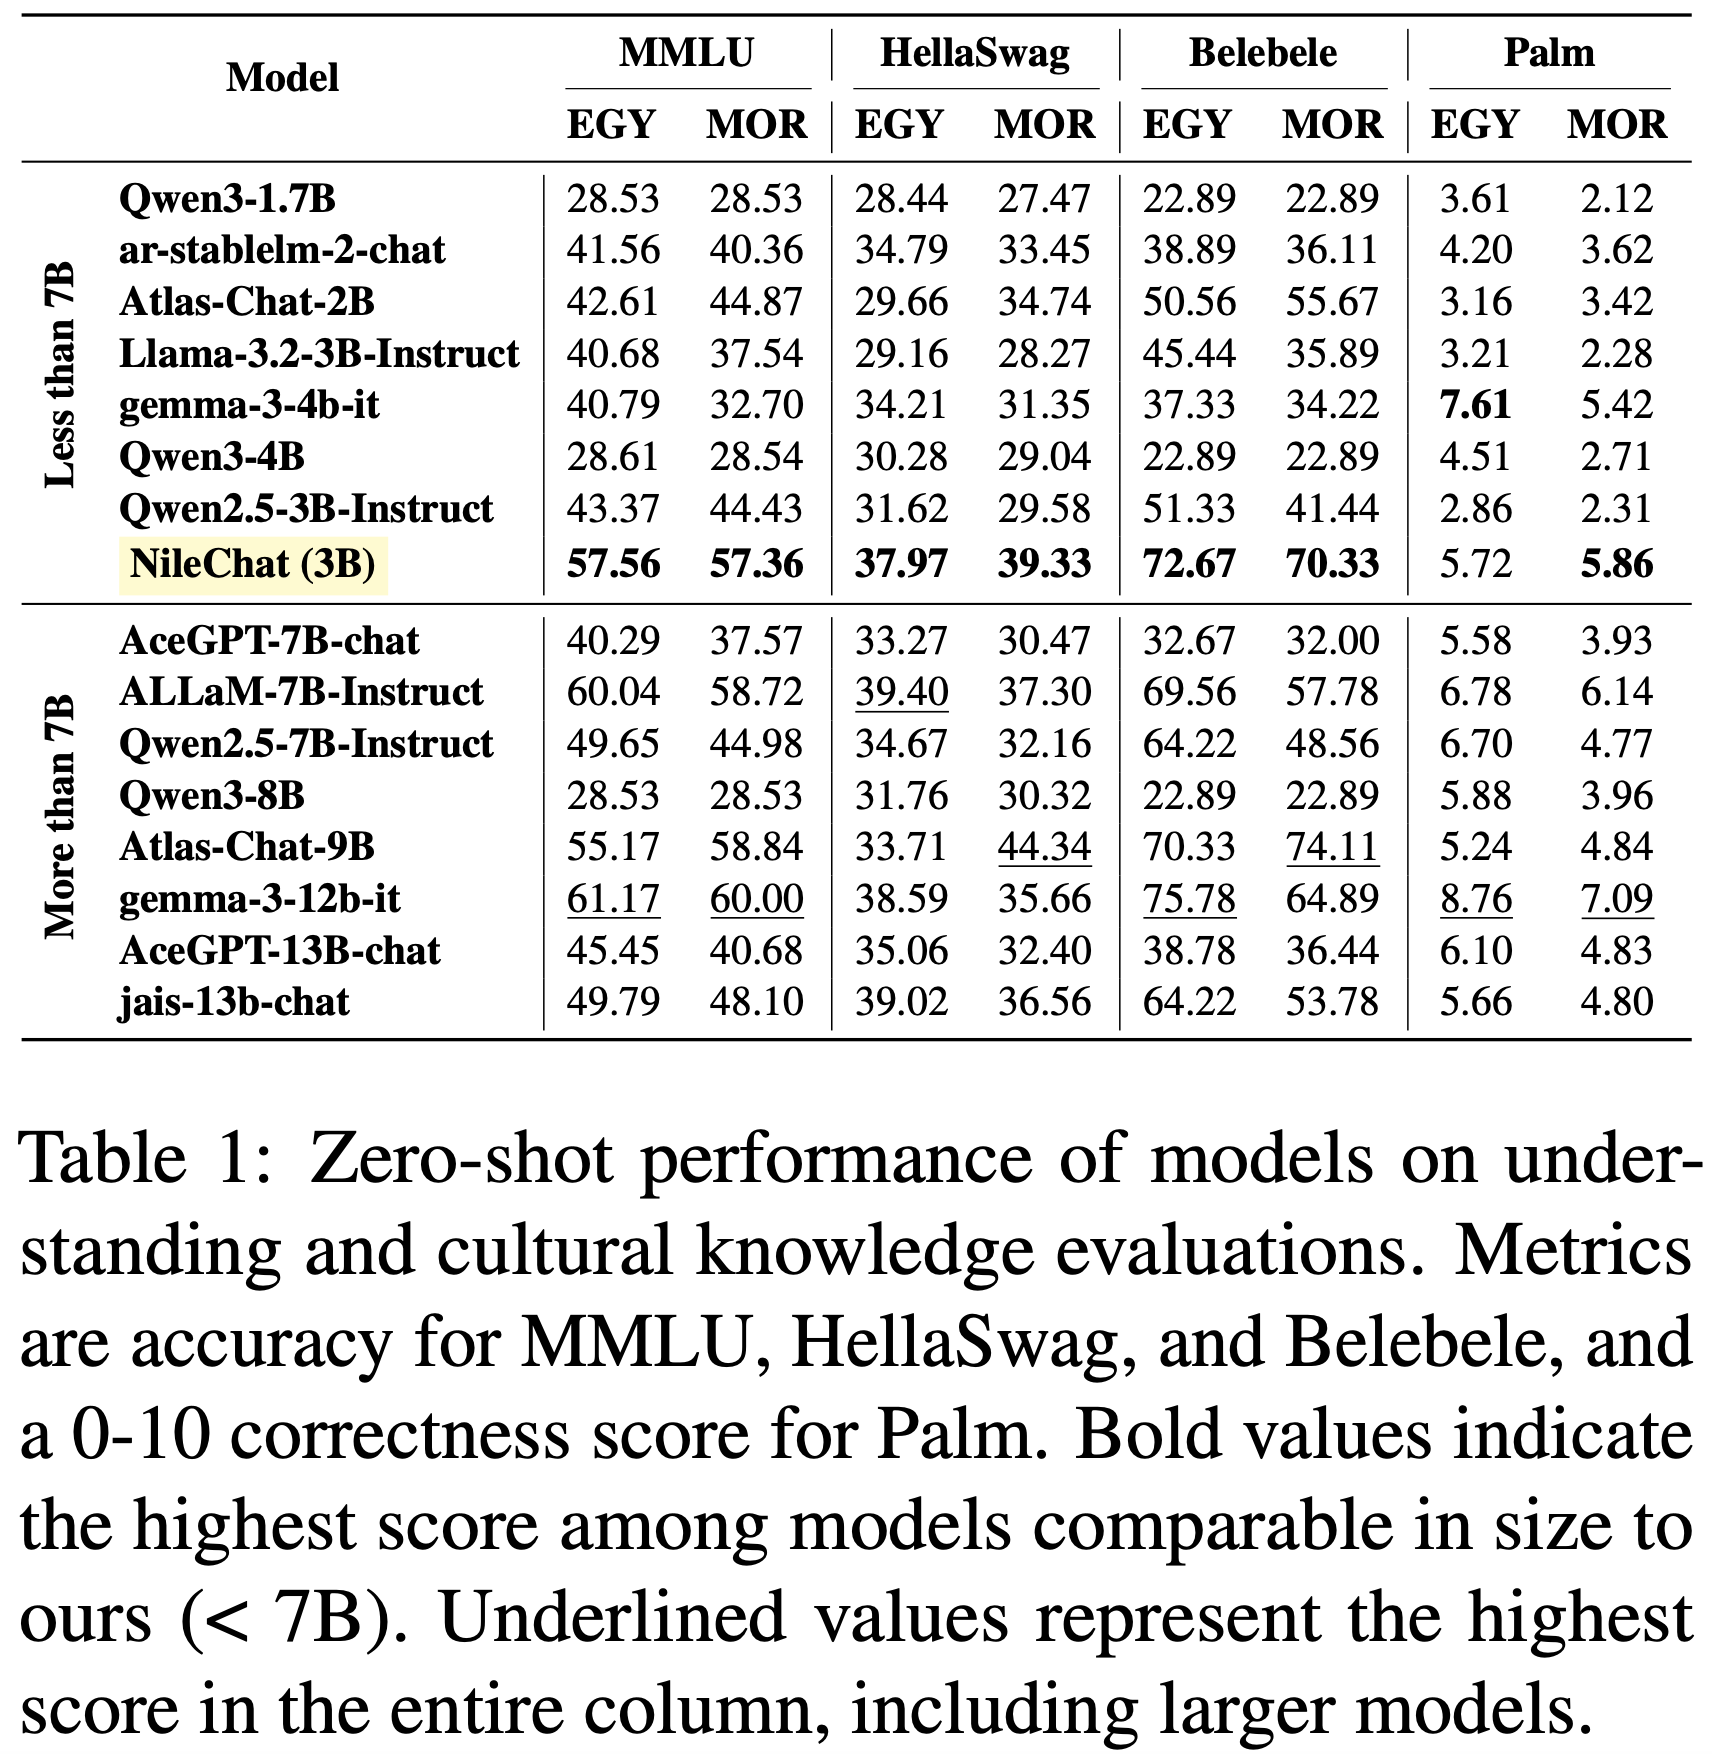 Model MMLU HellaSwag Belebele Palm
EGY MOR EGY MOR EGY MOR EGY MOR
Less than 7B
Qwen3-1.7B 28.53 28.53 28.44 27.47 22.89 22.89 3.61 2.12
ar-stablelm-2-chat 41.56 40.36 34.79 33.45 38.89 36.11 4.20 3.62
Atlas-Chat-2B 42.61 44.87 29.66 34.74 50.56 55.67 3.16 3.42
Llama-3.2-3B-Instruct 40.68 37.54 29.16 28.27 45.44 35.89 3.21 2.28
gemma-3-4b-it 40.79 32.70 34.21 31.35 37.33 34.22 7.61 5.42
Qwen3-4B 28.61 28.54 30.28 29.04 22.89 22.89 4.51 2.71
Qwen2.5-3B-Instruct 43.37 44.43 31.62 29.58 51.33 41.44 2.86 2.31
NileChat (3B) 57.56 57.36 37.97 39.33 72.67 70.33 5.72 5.86
More than 7B
AceGPT-7B-chat 40.29 37.57 33.27 30.47 32.67 32.00 5.58 3.93
ALLaM-7B-Instruct 60.04 58.72 39.40 37.30 69.56 57.78 6.78 6.14
Qwen2.5-7B-Instruct 49.65 44.98 34.67 32.16 64.22 48.56 6.70 4.77
Qwen3-8B 28.53 28.53 31.76 30.32 22.89 22.89 5.88 3.96
Atlas-Chat-9B 55.17 58.84 33.71 44.34 70.33 74.11 5.24 4.84
gemma-3-12b-it 61.17 60.00 38.59 35.66 75.78 64.89 8.76 7.09
AceGPT-13B-chat 45.45 40.68 35.06 32.40 38.78 36.44 6.10 4.83
jais-13b-chat 49.79 48.10 39.02 36.56 64.22 53.78 5.66 4.80
Table 1: Zero-shot performance of models on under-
standing and cultural knowledge evaluations. Metrics
are accuracy for MMLU, HellaSwag, and Belebele, and
a 0-10 correctness score for Palm. Bold values indicate
the highest score among models comparable in size to
ours (< 7B). Underlined values represent the highest
score in the entire column, including larger models.